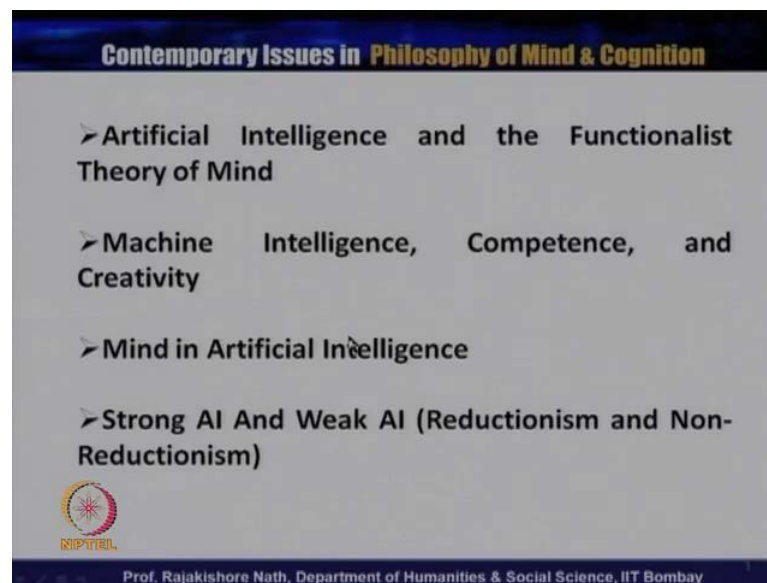 Contemporary Issues in Philosophy of Mind & Cognition
➢Artificial Intelligence and the Functionalist
Theory of Mind
➢Machine Intelligence, Competence, and
Creativity
➢Mind in Artificial Intelligence
➢Strong AI And Weak AI (Reductionism and Non-
Reductionism)
NPTEL
Prof. Rajakishore Nath, Department of Humanities & Social Science, IIT Bombay
1